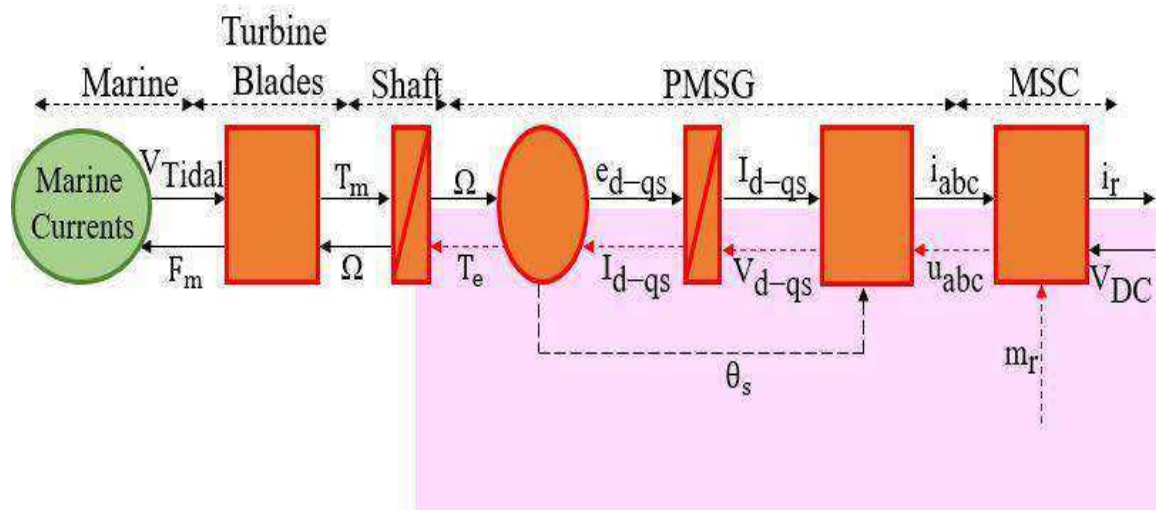 Turbine
Marine Blades Shaft PMSG MSC
Marine
Currents
V_Tidal T_m Ω e_d−qs I_d−qs i_abc i_r
F_m Ω T_e I_d−qs V_d−qs u_abc V_DC
θ_s
m_r